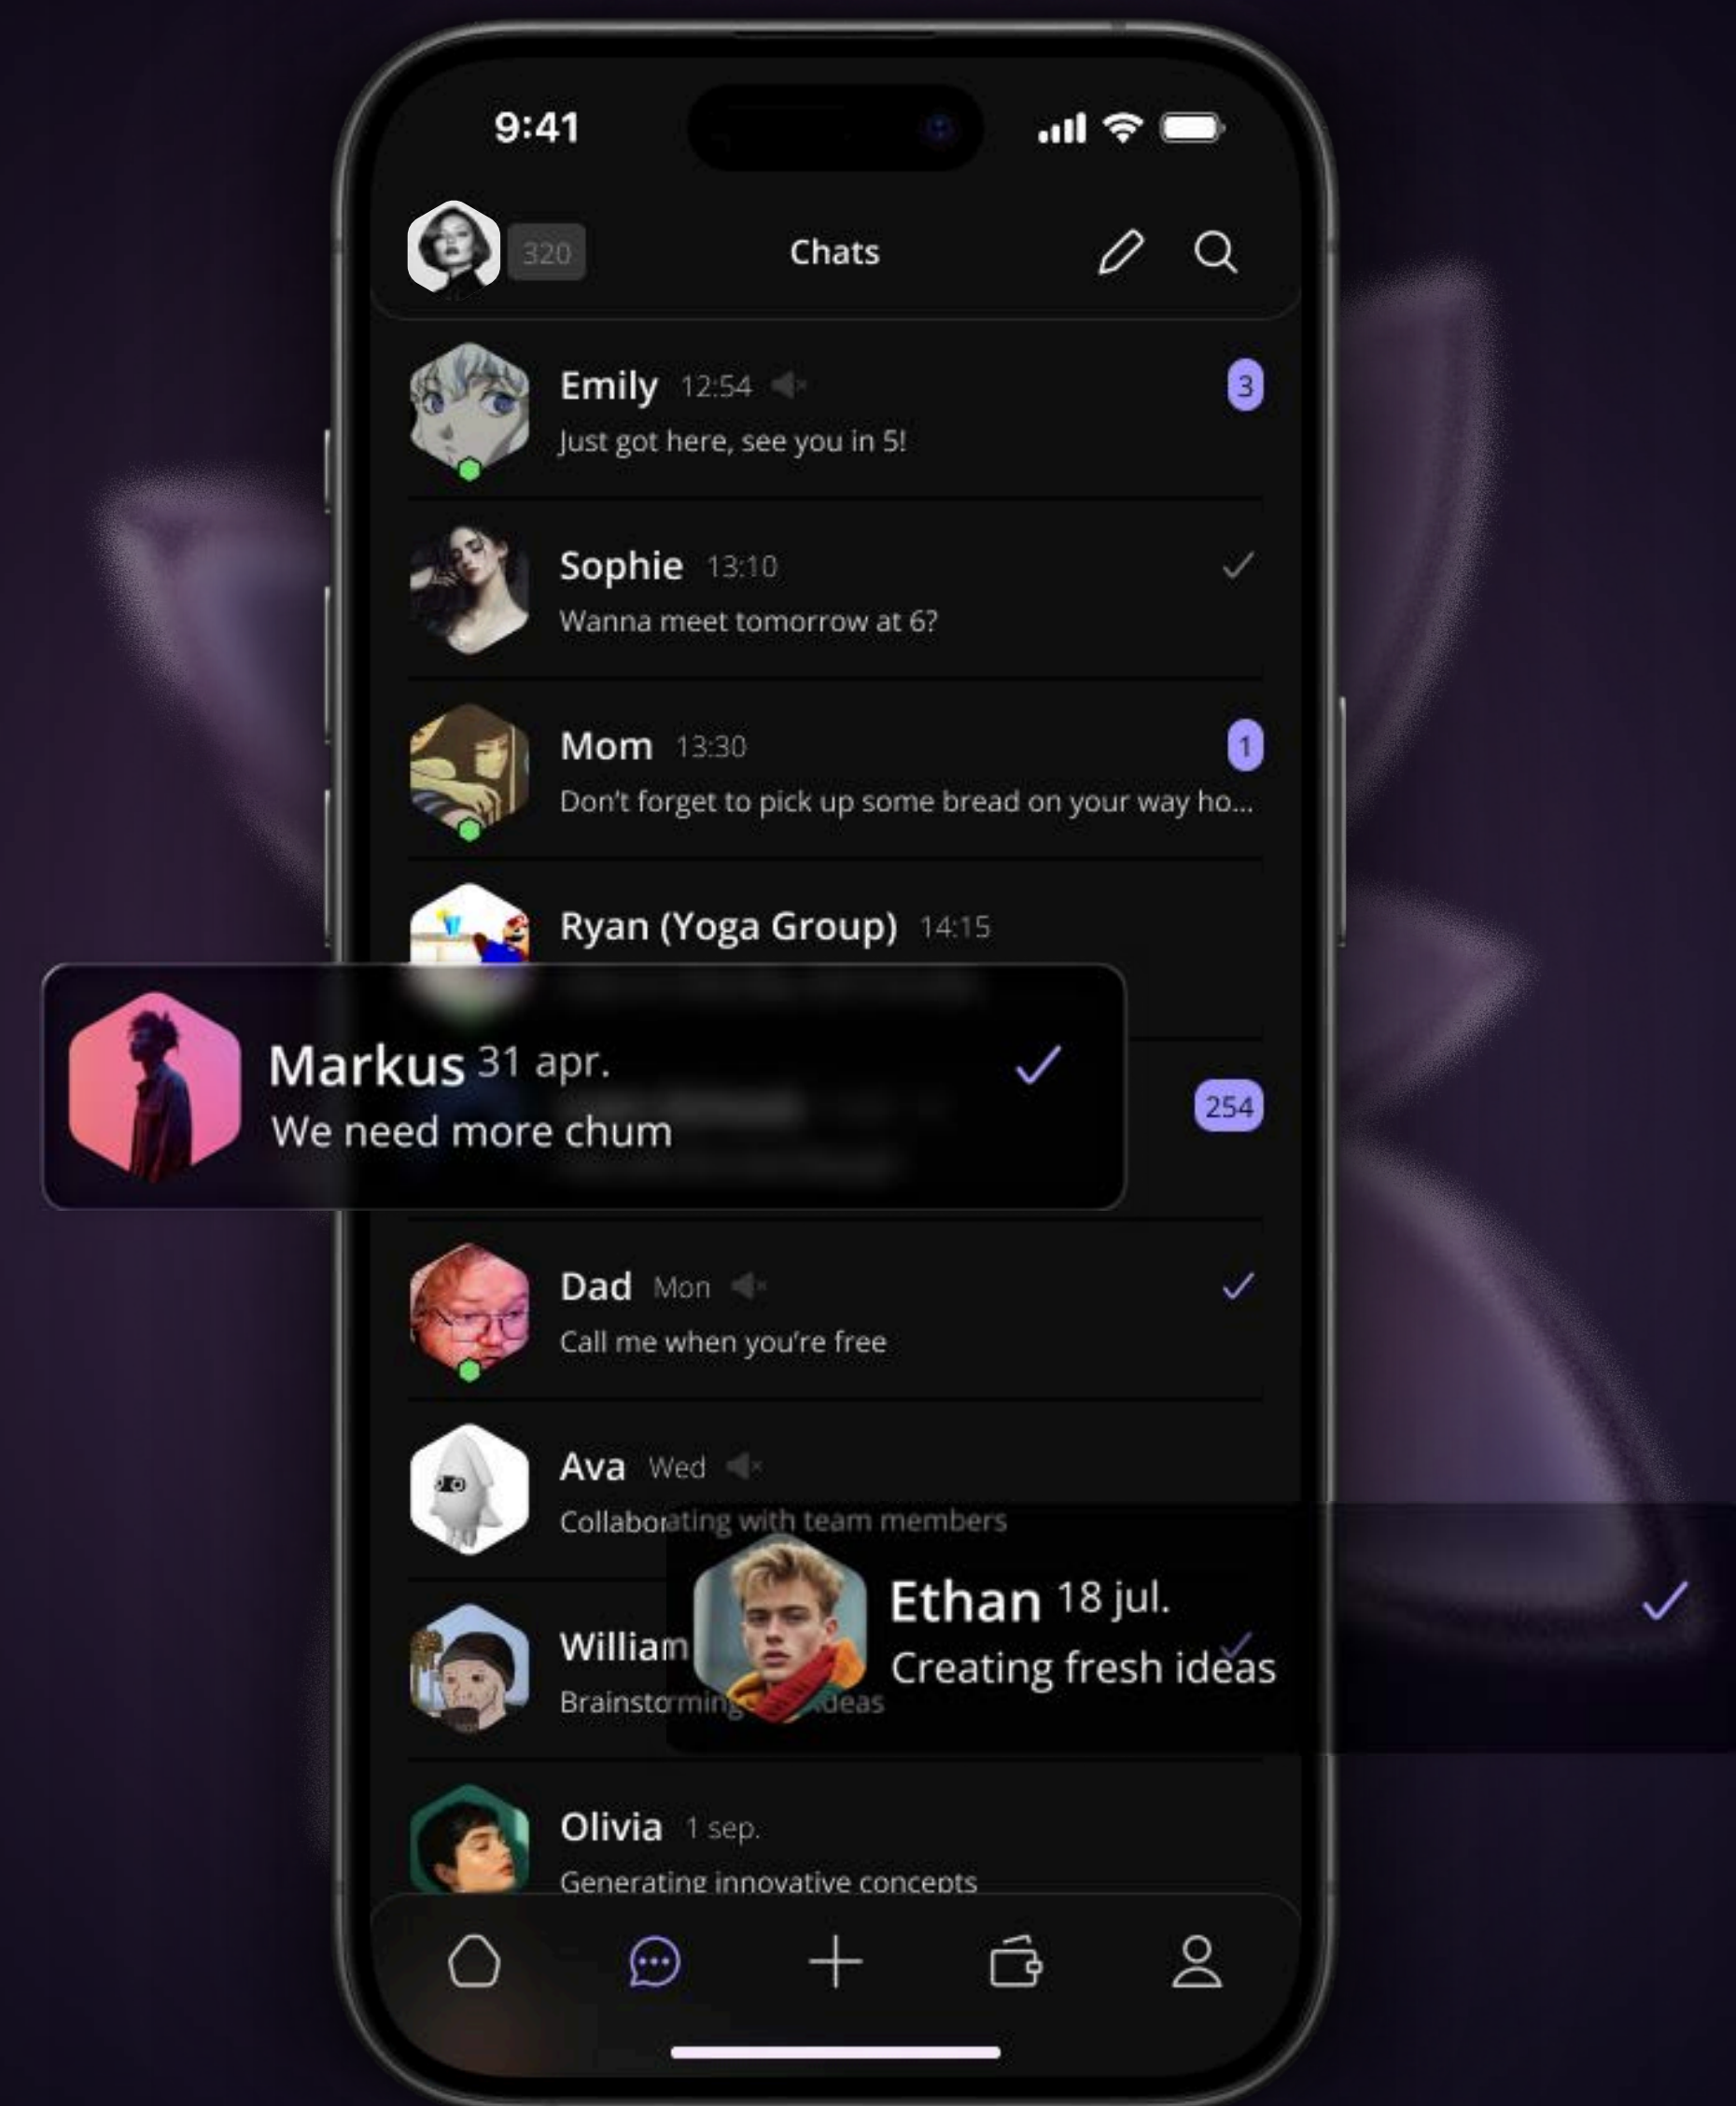 9:41
320
Chats
Emily 12:54
3
Just got here, see you in 5!
Sophie 13:10
Wanna meet tomorrow at 6?
Mom 13:30
1
Don't forget to pick up some bread on your way ho...
Ryan (Yoga Group) 14:15
Markus 31 apr.
We need more chum
254
Dad Mon
Call me when you're free
Ava Wed
Collaborating with team members
William
Ethan 18 jul.
Creating fresh ideas
Brainstorming ideas
Olivia 1 sep.
Generating innovative concepts